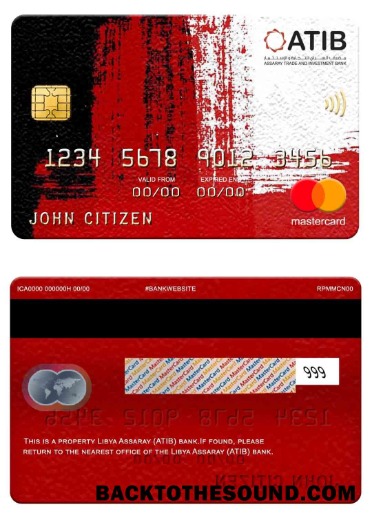 ATIB
ASSARAY TRADE AND INVESTMENT BANK
1234 5678 9012 3456
VALID FROM
00/00 00/00
JOHN CITIZEN
mastercard
ICA0000 000000H 00/00 #BANKWEBSITE RPMMCN00
999
THIS IS A PROPERTY LIBYA ASSARAY (ATIB) BANK.IF FOUND, PLEASE
RETURN TO THE NEAREST OFFICE OF THE LIBYA ASSARAY (ATIB) BANK.
BACKTOTHESOUND.COM